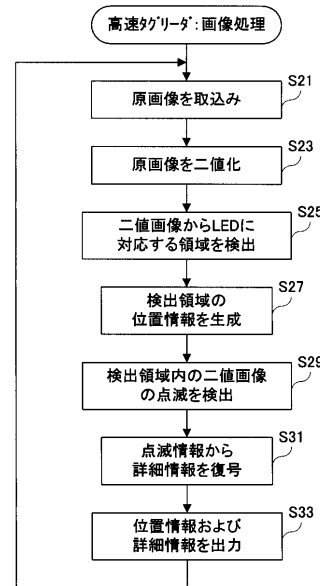 高速タグリーダ:画像処理
S21
原画像を取込み
S23
原画像を二値化
S25
二値画像からLEDに
対応する領域を検出
S27
検出領域の
位置情報を生成
S29
検出領域内の二値画像
の点滅を検出
S31
点滅情報から
詳細情報を復号
S33
位置情報および
詳細情報を出力